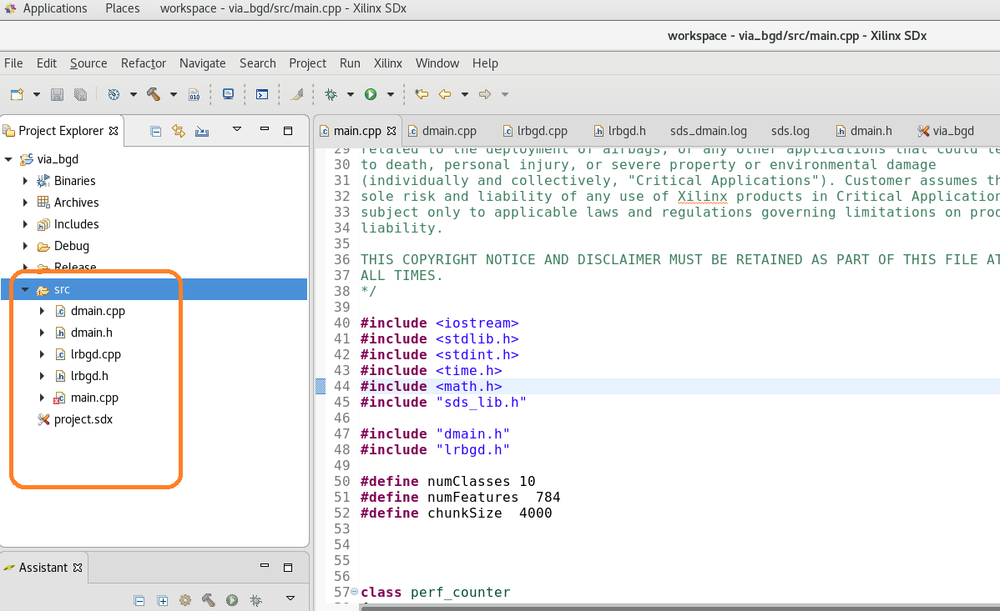 Applications Places workspace - via_bgd/src/main.cpp - Xilinx SDx
workspace - via_bgd/src/main.cpp - Xilinx SDx
File Edit Source Refactor Navigate Search Project Run Xilinx Window Help
010
Project Explorer
main.cpp dmain.cpp lrbgd.cpp lrbgd.h sds_dmain.log sds.log dmain.h via_bgd
via_bgd
Binaries
Archives
Includes
Debug
Release
src
dmain.cpp
dmain.h
lrbgd.cpp
lrbgd.h
main.cpp
project.sdx
29 related to the deployment of airbags, or any other applications that could
30 to death, personal injury, or severe property or environmental damage
31 (individually and collectively, "Critical Applications"). Customer assumes
32 sole risk and liability of any use of Xilinx products in Critical
33 subject only to applicable laws and regulations governing limitations on
34 liability.
35
36 THIS COPYRIGHT NOTICE AND DISCLAIMER MUST BE RETAINED AS PART OF THIS FILE AT
37 ALL TIMES.
38 */
39
40 #include <iostream>
41 #include <stdlib.h>
42 #include <stdint.h>
43 #include <time.h>
44 #include <math.h>
45 #include "sds_lib.h"
46
47 #include "dmain.h"
48 #include "lrbgd.h"
49
50 #define numClasses 10
51 #define numFeatures  784
52 #define chunkSize  4000
53
54
55
56
57 class perf_counter
Assistant